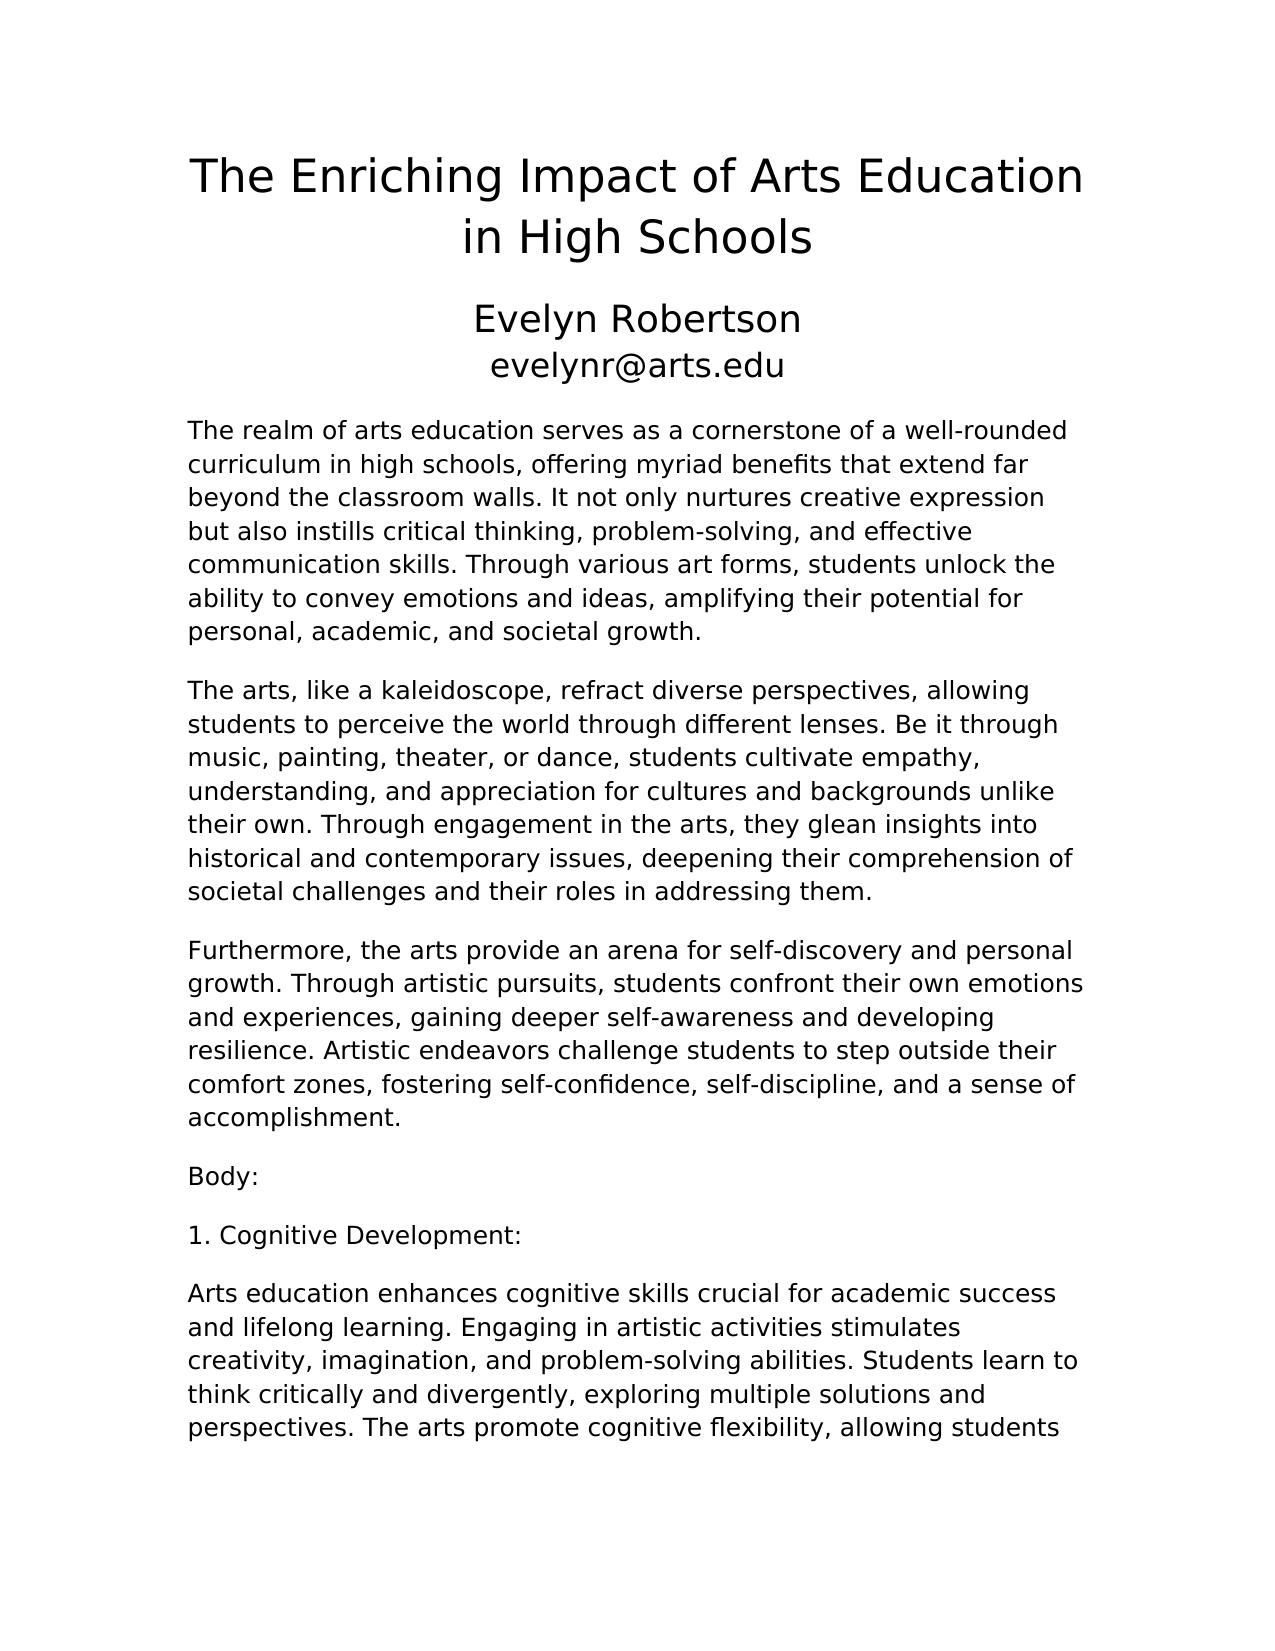 The Enriching Impact of Arts Education
in High Schools
Evelyn Robertson
evelynr@arts.edu
The realm of arts education serves as a cornerstone of a well-rounded
curriculum in high schools, offering myriad benefits that extend far
beyond the classroom walls. It not only nurtures creative expression
but also instills critical thinking, problem-solving, and effective
communication skills. Through various art forms, students unlock the
ability to convey emotions and ideas, amplifying their potential for
personal, academic, and societal growth.
The arts, like a kaleidoscope, refract diverse perspectives, allowing
students to perceive the world through different lenses. Be it through
music, painting, theater, or dance, students cultivate empathy,
understanding, and appreciation for cultures and backgrounds unlike
their own. Through engagement in the arts, they glean insights into
historical and contemporary issues, deepening their comprehension of
societal challenges and their roles in addressing them.
Furthermore, the arts provide an arena for self-discovery and personal
growth. Through artistic pursuits, students confront their own emotions
and experiences, gaining deeper self-awareness and developing
resilience. Artistic endeavors challenge students to step outside their
comfort zones, fostering self-confidence, self-discipline, and a sense of
accomplishment.
Body:
1. Cognitive Development:
Arts education enhances cognitive skills crucial for academic success
and lifelong learning. Engaging in artistic activities stimulates
creativity, imagination, and problem-solving abilities. Students learn to
think critically and divergently, exploring multiple solutions and
perspectives. The arts promote cognitive flexibility, allowing students